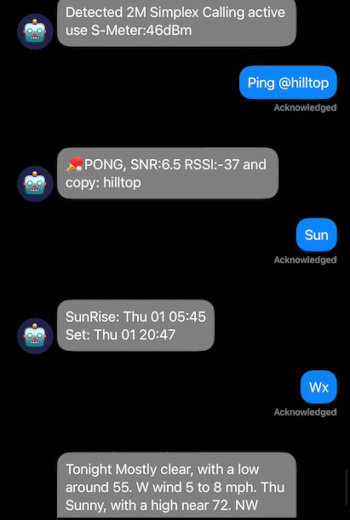 Detected 2M Simplex Calling active
use S-Meter:46dBm
Ping @hilltop
Acknowledged
🏓PONG, SNR:6.5 RSSI:-37 and
copy: hilltop
Sun
Acknowledged
SunRise: Thu 01 05:45
Set: Thu 01 20:47
Wx
Acknowledged
Tonight Mostly clear, with a low
around 55. W wind 5 to 8 mph. Thu
Sunny, with a high near 72. NW